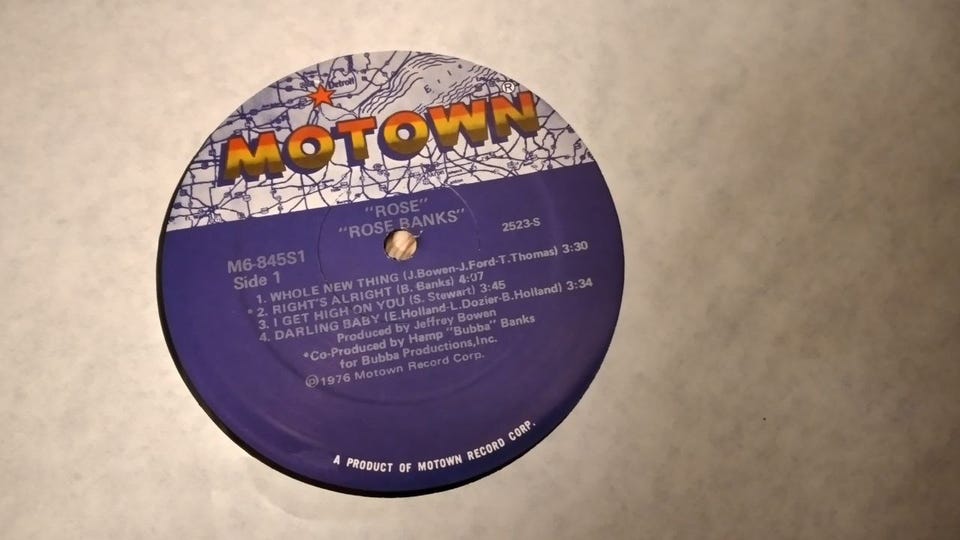 Detroit
E r i e
MOTOWN®
"ROSE"
"ROSE BANKS"
2523-S
M6-845S1
Side 1
1. WHOLE NEW THING (J.Bowen-J.Ford-T.Thomas) 3:30
* 2. RIGHT'S ALRIGHT (B. Banks) 4:07
3. I GET HIGH ON YOU (S. Stewart) 3:45
4. DARLING BABY (E.Holland-L.Dozier-B.Holland) 3:34
Produced by Jeffrey Bowen
*Co-Produced by Hamp "Bubba" Banks
for Bubba Productions,Inc.
℗1976 Motown Record Corp.
A PRODUCT OF MOTOWN RECORD CORP.